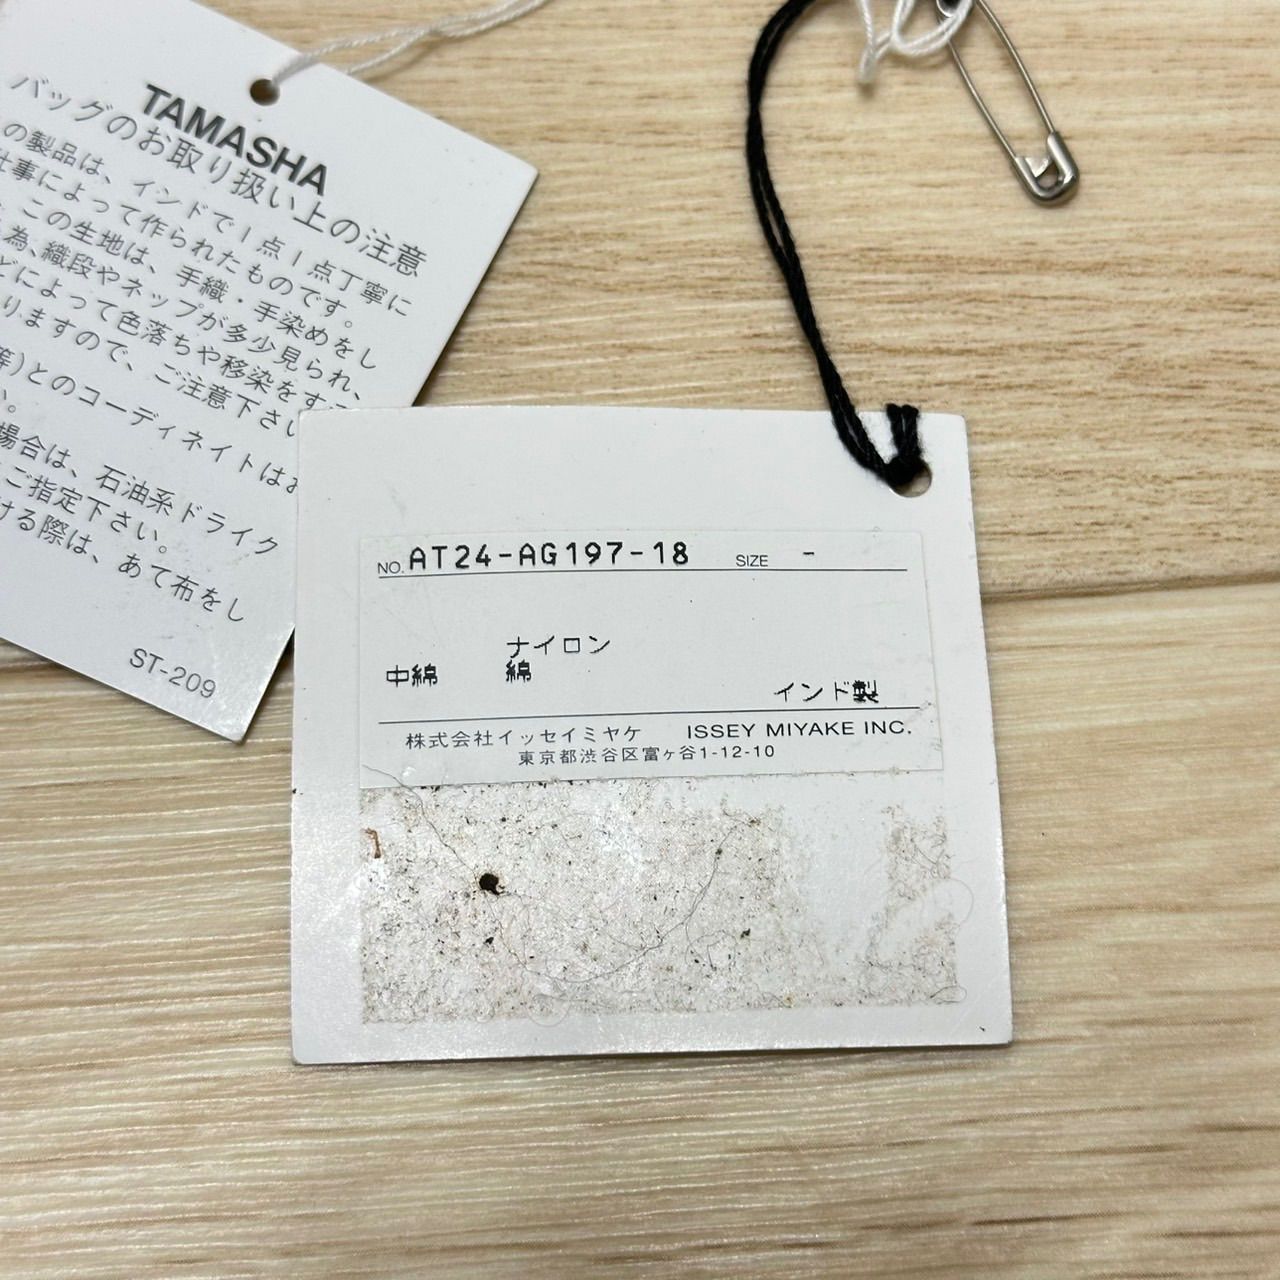 TAMASHA
バッグのお取り扱い上の注意
の製品は、インドで1点1点丁寧に
仕事によって作られたものです。
この生地は、手織・手染めをし
為、織段やネップが多少見られ、
どによって色落ちや移染をす
りますので、ご注意下さい
等)とのコーディネイトはお
い。
場合は、石油系ドライク
ご指定下さい。
ける際は、あて布をし
ST-209
NO. AT24-AG197-18 SIZE -
ナイロン
中綿 綿
インド製
株式会社イッセイミヤケ ISSEY MIYAKE INC.
東京都渋谷区富ヶ谷1-12-10